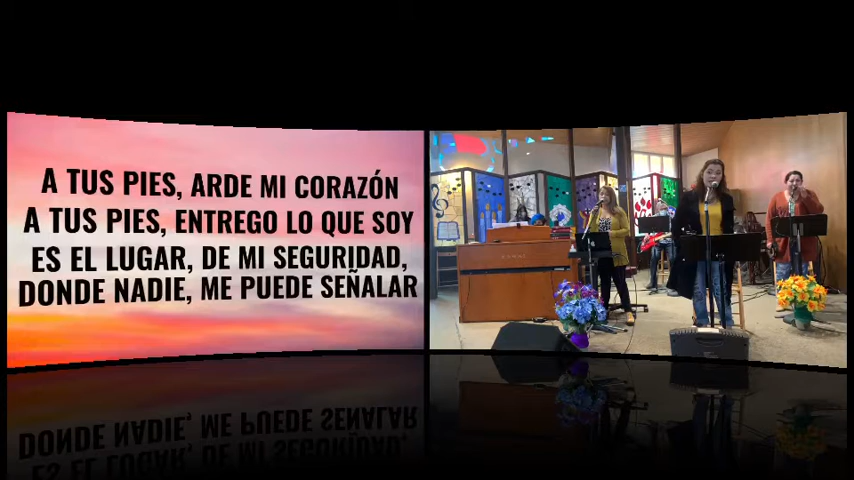 A TUS PIES, ARDE MI CORAZÓN
A TUS PIES, ENTREGO LO QUE SOY
ES EL LUGAR, DE MI SEGURIDAD,
DONDE NADIE, ME PUEDE SEÑALAR